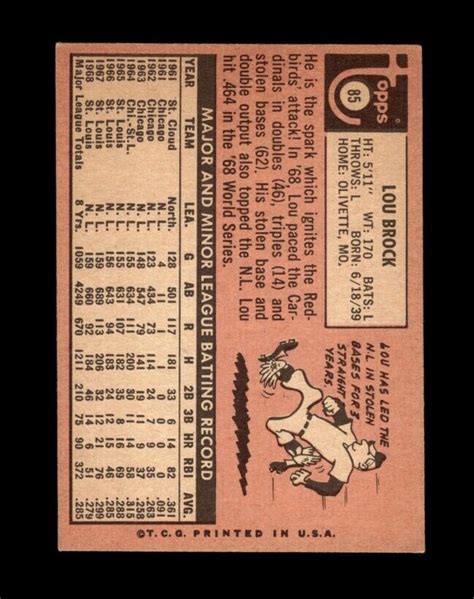 Topps
85
LOU BROCK
HT: 5'11" WT: 170 BATS: L
THROWS: L BORN: 6/18/39
HOME: OLIVETTE, MO.
He is the spark which ignites the Red-
birds' attack! In '68, Lou paced the Car-
dinals in doubles (46), triples (14) and
stolen bases (62). His stolen base and
double output also topped the N.L. Lou
hit .464 in the '68 World Series.
LOU HAS LED THE
N.L. IN STOLEN
BASES FOR 3
STRAIGHT
YEARS.
MAJOR AND MINOR LEAGUE BATTING RECORD
YEAR TEAM LEA. G AB R H 2B 3B HR RBI AVG.
1961 St. Cloud North. 128 501 117 181 33 6 14 82 .361
1961 Chicago N.L. 4 11 1 1 0 0 0 0 .091
1962 Chicago N.L. 123 434 73 114 24 7 9 35 .263
1963 Chicago N.L. 148 547 79 141 19 11 9 37 .258
1964 Chi.-St.L. N.L. 155 634 111 200 30 11 14 58 .315
1965 St. Louis N.L. 155 631 107 182 35 8 16 69 .288
1966 St. Louis N.L. 156 643 94 183 24 12 15 46 .285
1967 St. Louis N.L. 159 689 113 206 32 12 21 76 .299
1968 St. Louis N.L. 159 660 92 184 46 14 6 51 .279
Major League Totals 8 Yrs. 1059 4249 670 1211 210 75 90 372 .285
©T.C.G. PRINTED IN U.S.A.